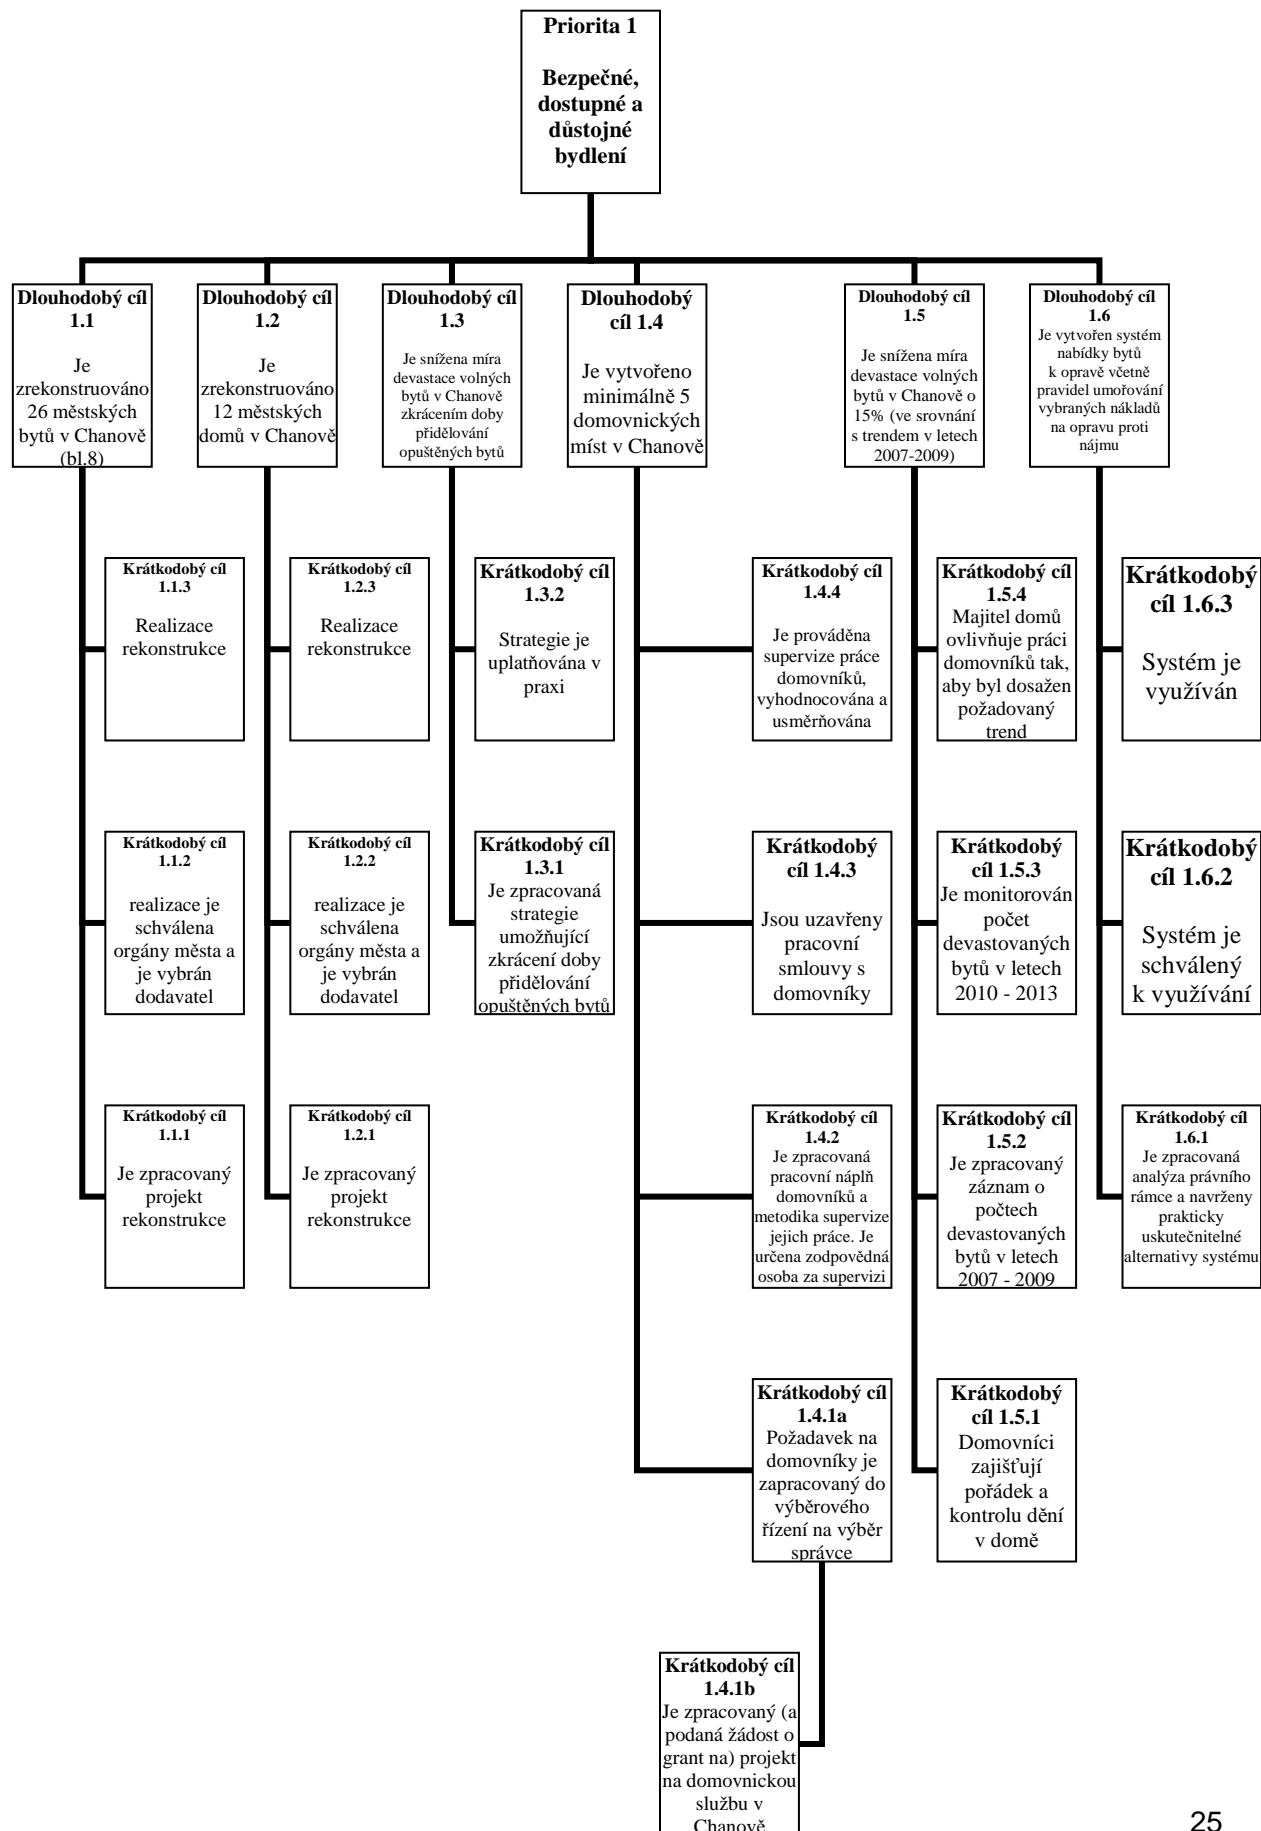 Priorita 1
Bezpečné,
dostupné a
důstojné
bydlení
Dlouhodobý cíl
1.1
Je
zrekonstruováno
26 městských
bytů v Chanově
(bl.8)
Dlouhodobý cíl
1.2
Je
zrekonstruováno
12 městských
domů v Chanově
Dlouhodobý cíl
1.3
Je snížena míra
devastace volných
bytů v Chanově
zkrácením doby
přidělování
opuštěných bytů
Dlouhodobý
cíl 1.4
Je vytvořeno
minimálně 5
domovnických
míst v Chanově
Dlouhodobý cíl
1.5
Je snížena míra
devastace volných
bytů v Chanově o
15% (ve srovnání
s trendem v letech
2007-2009)
Dlouhodobý cíl
1.6
Je vytvořen systém
nabídky bytů
k opravě včetně
pravidel umořování
vybraných nákladů
na opravu proti
nájmu
Krátkodobý cíl
1.1.3
Realizace
rekonstrukce
Krátkodobý cíl
1.2.3
Realizace
rekonstrukce
Krátkodobý cíl
1.3.2
Strategie je
uplatňována v
praxi
Krátkodobý cíl
1.4.4
Je prováděna
supervize práce
domovníků,
vyhodnocována a
usměrňována
Krátkodobý cíl
1.5.4
Majitel domů
ovlivňuje práci
domovníků tak,
aby byl dosažen
požadovaný
trend
Krátkodobý
cíl 1.6.3
Systém je
využíván
Krátkodobý cíl
1.1.2
realizace je
schválena
orgány města a
je vybrán
dodavatel
Krátkodobý cíl
1.2.2
realizace je
schválena
orgány města a
je vybrán
dodavatel
Krátkodobý cíl
1.3.1
Je zpracovaná
strategie
umožňující
zkrácení doby
přidělování
opuštěných bytů
Krátkodobý
cíl 1.4.3
Jsou uzavřeny
pracovní
smlouvy s
domovníky
Krátkodobý
cíl 1.5.3
Je monitorován
počet
devastovaných
bytů v letech
2010 - 2013
Krátkodobý
cíl 1.6.2
Systém je
schválený
k využívání
Krátkodobý cíl
1.1.1
Je zpracovaný
projekt
rekonstrukce
Krátkodobý cíl
1.2.1
Je zpracovaný
projekt
rekonstrukce
Krátkodobý cíl
1.4.2
Je zpracovaná
pracovní náplň
domovníků a
metodika supervize
jejich práce. Je
určena zodpovědná
osoba za supervizi
Krátkodobý cíl
1.5.2
Je zpracovaný
záznam o
počtech
devastovaných
bytů v letech
2007 - 2009
Krátkodobý cíl
1.6.1
Je zpracovaná
analýza právního
rámce a navrženy
prakticky
uskutečnitelné
alternativy systému
Krátkodobý cíl
1.4.1a
Požadavek na
domovníky je
zapracovaný do
výběrového
řízení na výběr
správce
Krátkodobý
cíl 1.5.1
Domovníci
zajišťují
pořádek a
kontrolu dění
v domě
Krátkodobý cíl
1.4.1b
Je zpracovaný (a
podaná žádost o
grant na) projekt
na domovnickou
službu v
Chanově
25